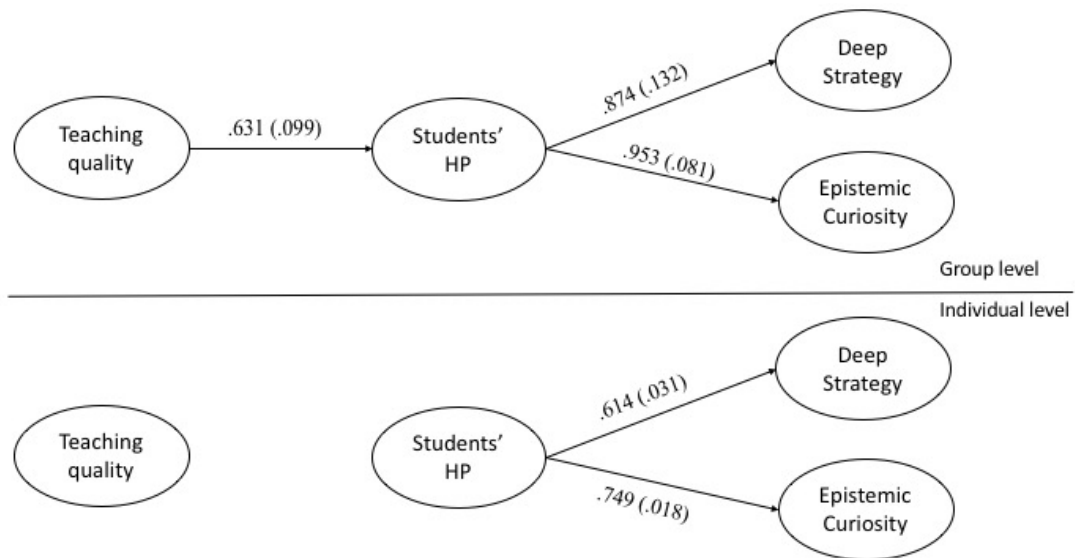 Deep
Strategy
.874 (.132)
Teaching
quality
.631 (.099)
Students’
HP
.953 (.081)
Epistemic
Curiosity
Group level
Individual level
Deep
Strategy
.614 (.031)
Teaching
quality
Students’
HP
.749 (.018)
Epistemic
Curiosity